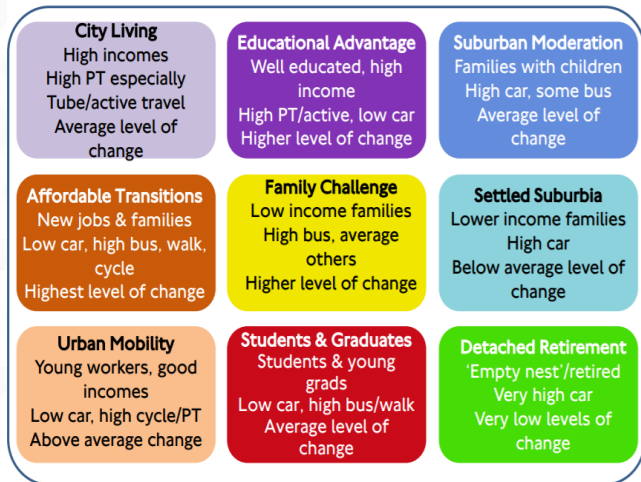 City Living
High incomes
High PT especially
Tube/active travel
Average level of
change
Educational Advantage
Well educated, high
income
High PT/active, low car
Higher level of change
Suburban Moderation
Families with children
High car, some bus
Average level of
change
Affordable Transitions
New jobs & families
Low car, high bus, walk,
cycle
Highest level of change
Family Challenge
Low income families
High bus, average
others
Higher level of change
Settled Suburbia
Lower income families
High car
Below average level of
change
Urban Mobility
Young workers, good
incomes
Low car, high cycle/PT
Above average change
Students & Graduates
Students & young
grads
Low car, high bus/walk
Average level of
change
Detached Retirement
‘Empty nest’/retired
Very high car
Very low levels of
change